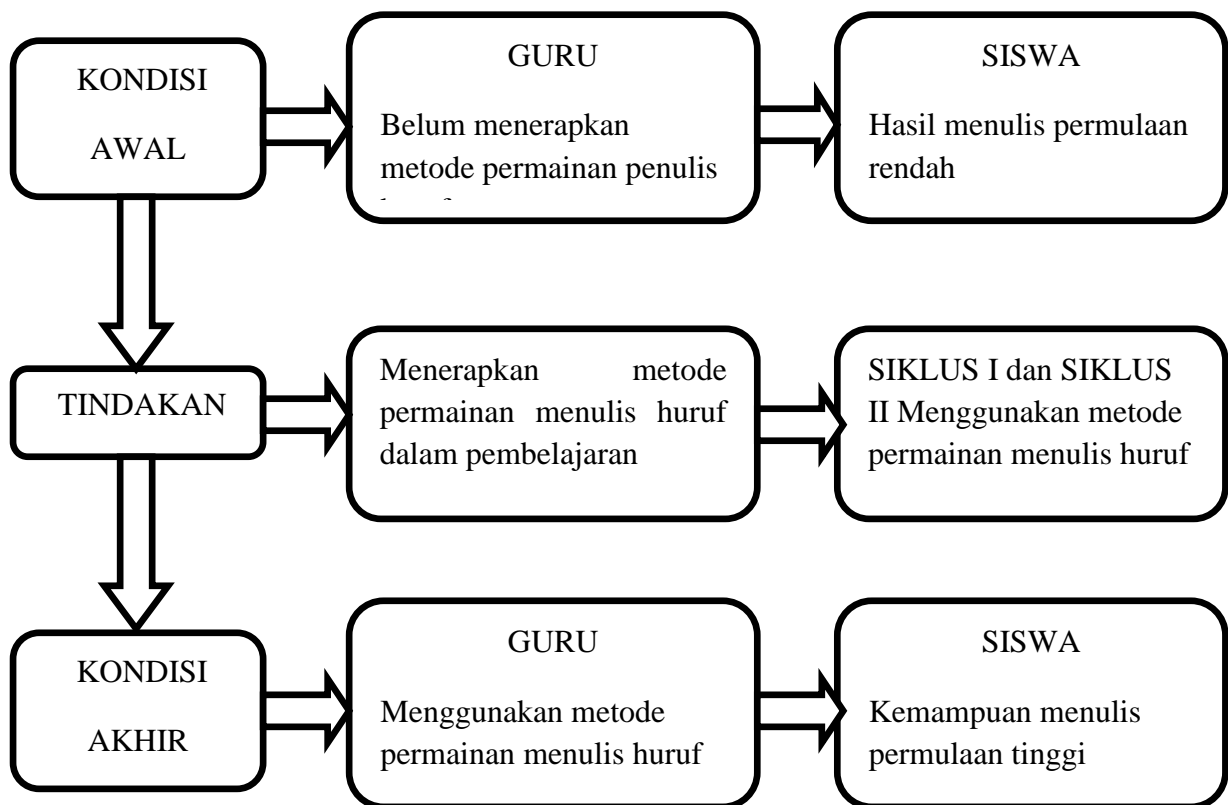 KONDISI
AWAL
GURU
Belum menerapkan
metode permainan penulis
SISWA
Hasil menulis permulaan
rendah
TINDAKAN
Menerapkan metode
permainan menulis huruf
dalam pembelajaran
SIKLUS I dan SIKLUS
II Menggunakan metode
permainan menulis huruf
KONDISI
AKHIR
GURU
Menggunakan metode
permainan menulis huruf
SISWA
Kemampuan menulis
permulaan tinggi